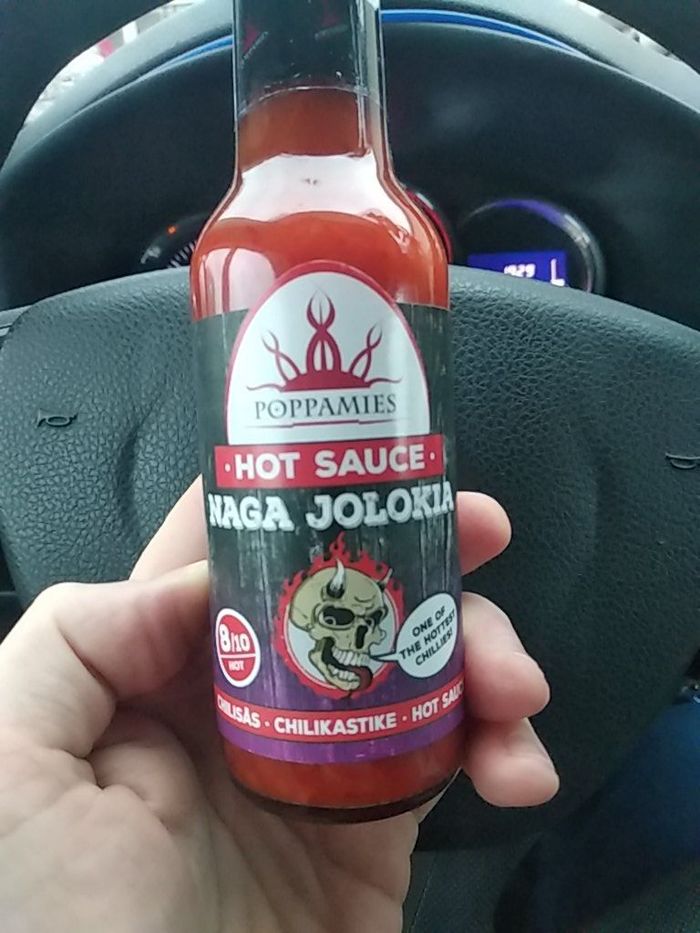 POPPAMIES
·HOT SAUCE·
NAGA JOLOKIA
8/10
HOT
ONE OF
THE HOTTEST
CHILLIES!
CHILISÅS · CHILIKASTIKE · HOT SAUC